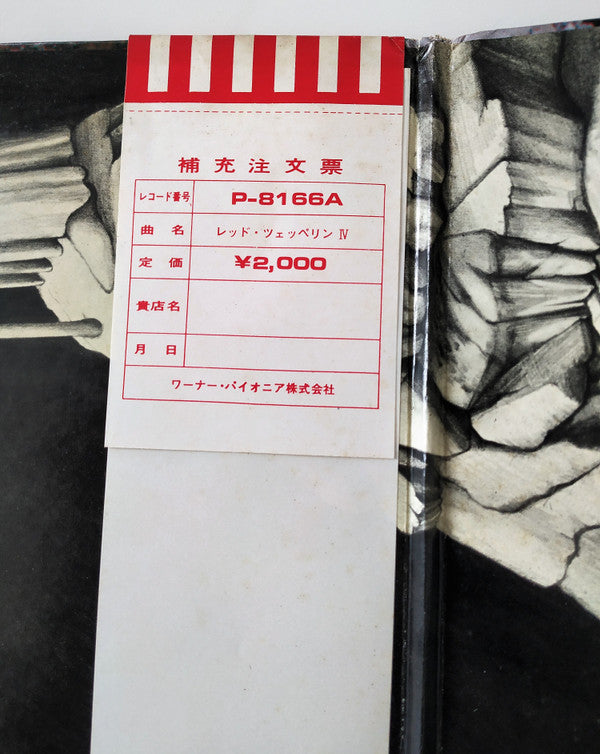 補充注文票
レコード番号 P-8166A
曲名 レッド・ツェッペリン IV
定価 ¥2,000
貴店名
月日
ワーナー・パイオニア株式会社